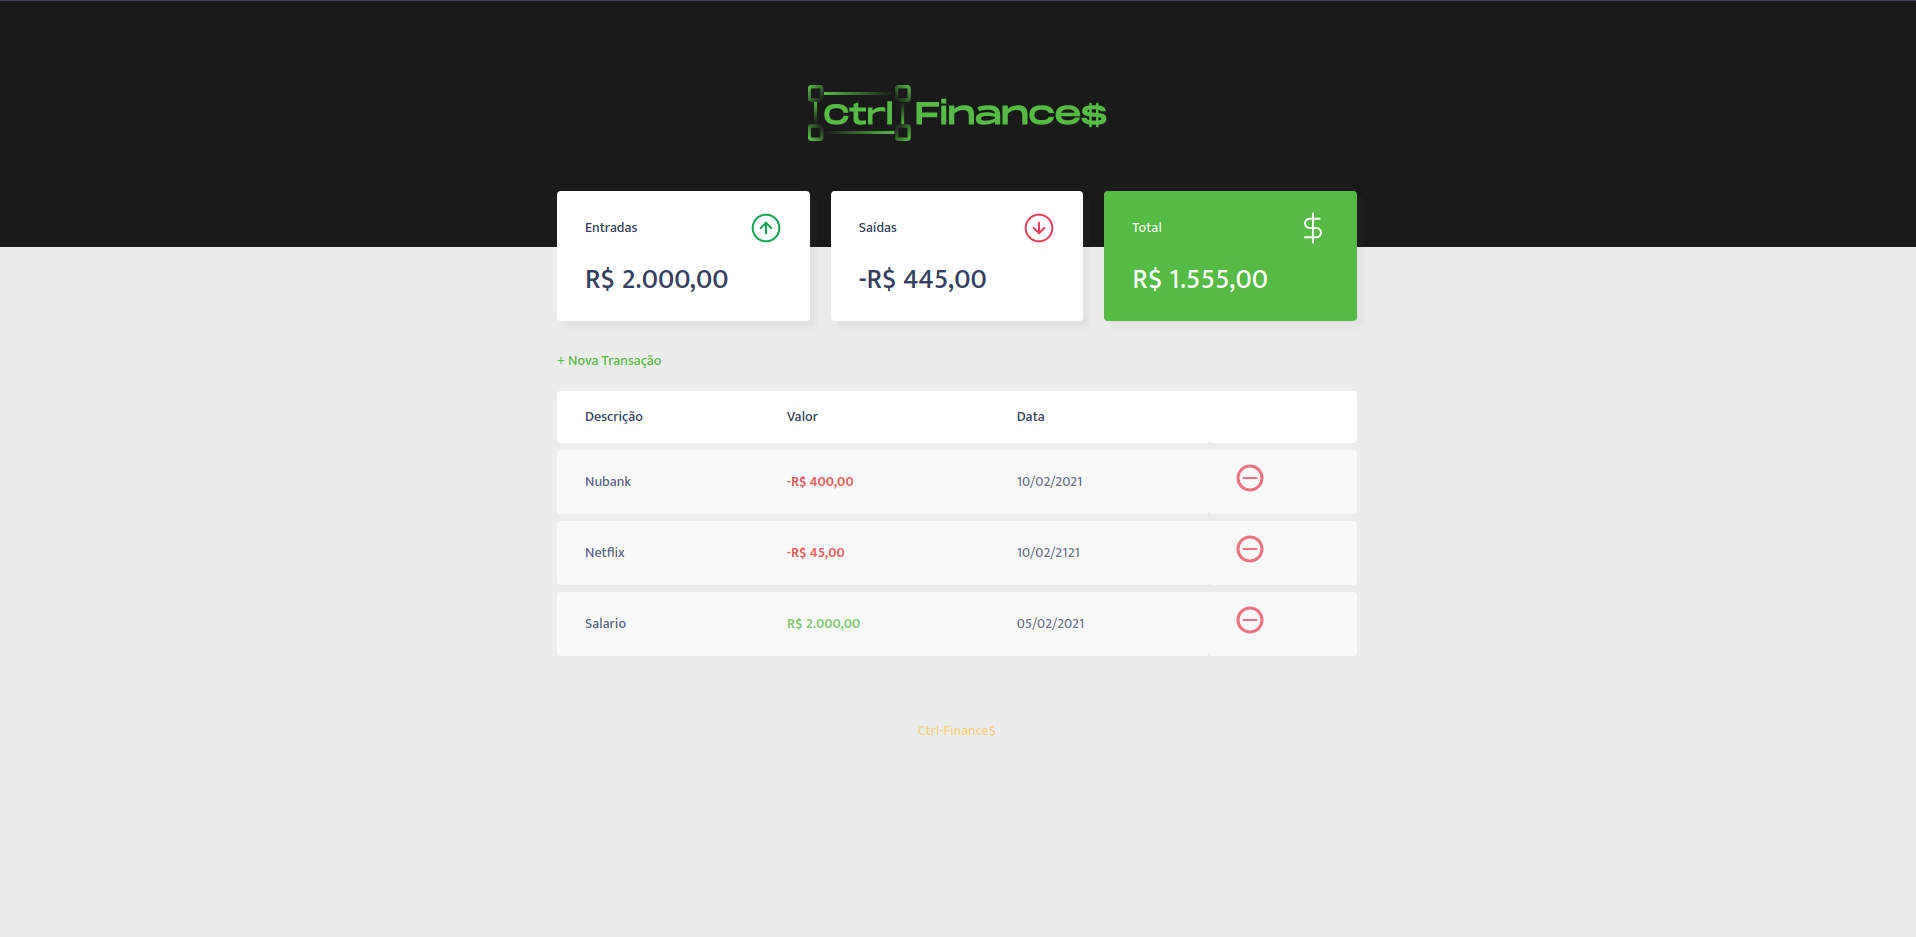 ctrl Finance$
Entradas
R$ 2.000,00
Saídas
-R$ 445,00
Total
$
R$ 1.555,00
+ Nova Transação
Descrição Valor Data
Nubank -R$ 400,00 10/02/2021
Netflix -R$ 45,00 10/02/2121
Salario R$ 2.000,00 05/02/2021
Ctrl-Finance$